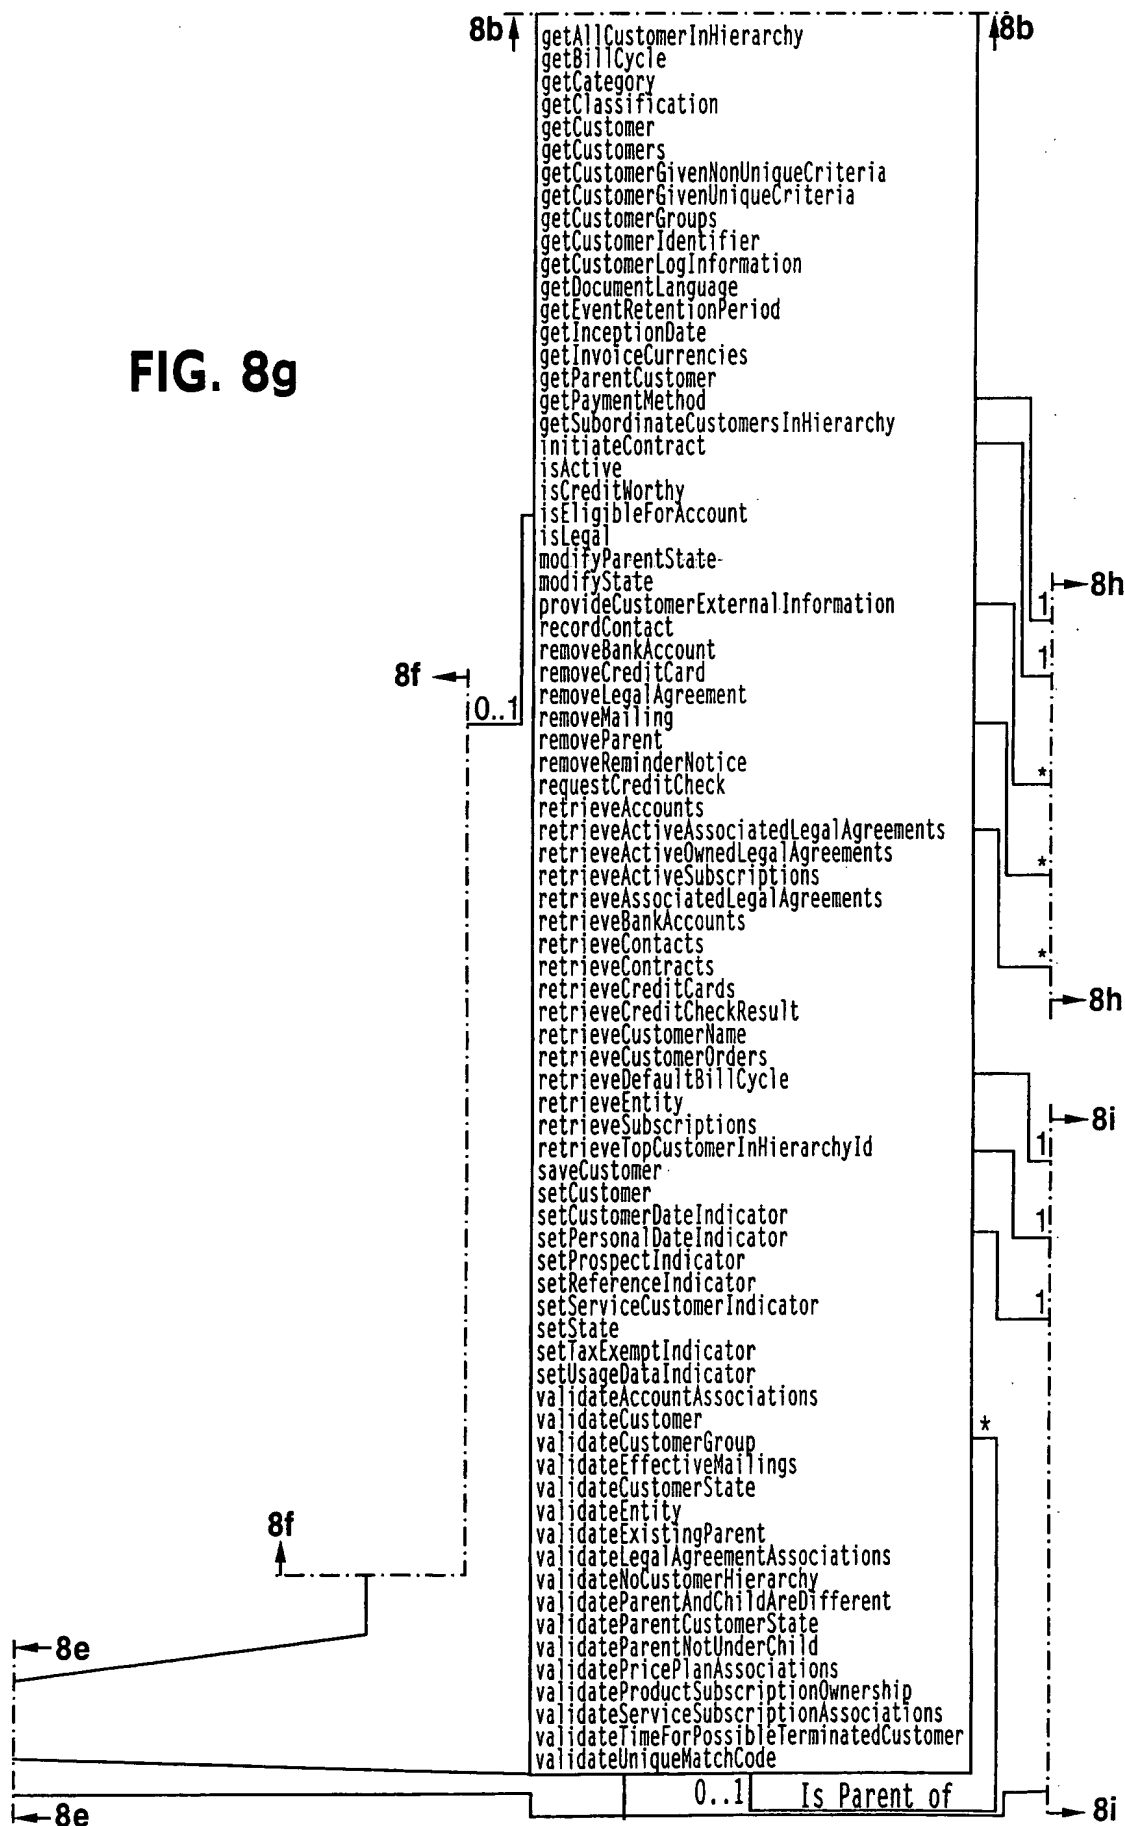 8b
8b
getAllCustomerInHierarchy
getBillCycle
getCategory
getClassification
getCustomer
getCustomers
getCustomerGivenNonUniqueCriteria
getCustomerGivenUniqueCriteria
getCustomerGroups
getCustomerIdentifier
getCustomerLogInformation
getDocumentLanguage
getEventRetentionPeriod
getInceptionDate
getInvoiceCurrencies
getParentCustomer
getPaymentMethod
getSubordinateCustomersInHierarchy
initiateContract
isActive
isCreditWorthy
isEligibleForAccount
isLegal
modifyParentState
modifyState
provideCustomerExternalInformation
recordContact
removeBankAccount
removeCreditCard
removeLegalAgreement
removeMailing
removeParent
removeReminderNotice
requestCreditCheck
retrieveAccounts
retrieveActiveAssociatedLegalAgreements
retrieveActiveOwnedLegalAgreements
retrieveActiveSubscriptions
retrieveAssociatedLegalAgreements
retrieveBankAccounts
retrieveContacts
retrieveContracts
retrieveCreditCards
retrieveCreditCheckResult
retrieveCustomerName
retrieveCustomerOrders
retrieveDefaultBillCycle
retrieveEntity
retrieveSubscriptions
retrieveTopCustomerInHierarchyId
saveCustomer
setCustomer
setCustomerDateIndicator
setPersonalDateIndicator
setProspectIndicator
setReferenceIndicator
setServiceCustomerIndicator
setState
setTaxExemptIndicator
setUsageDataIndicator
validateAccountAssociations
validateCustomer
validateCustomerGroup
validateEffectiveMailings
validateCustomerState
validateEntity
validateExistingParent
validateLegalAgreementAssociations
validateNoCustomerHierarchy
validateParentAndChildAreDifferent
validateParentCustomerState
validateParentNotUnderChild
validatePricePlanAssociations
validateProductSubscriptionOwnership
validateServiceSubscriptionAssociations
validateTimeForPossibleTerminatedCustomer
validateUniqueMatchCode
FIG. 8g
8f
0..1
8f
8e
8e
8h
1
1
*
*
*
8h
8i
1
1
1
*
0..1
Is Parent of
8i